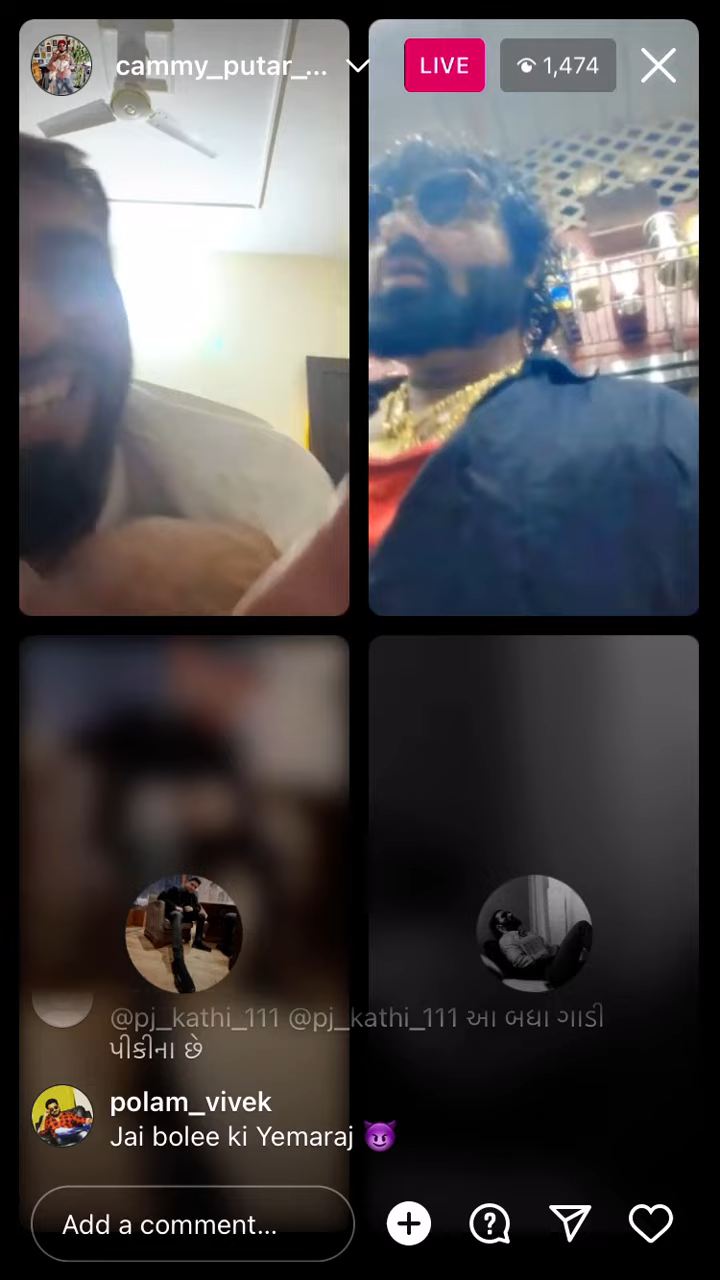 cammy_putar_...
LIVE
1,474
@pj_kathi_111 @pj_kathi_111 આ બધા ગાડી
પીકીના છે
polam_vivek
Jai bolee ki Yemaraj 😈
Add a comment...